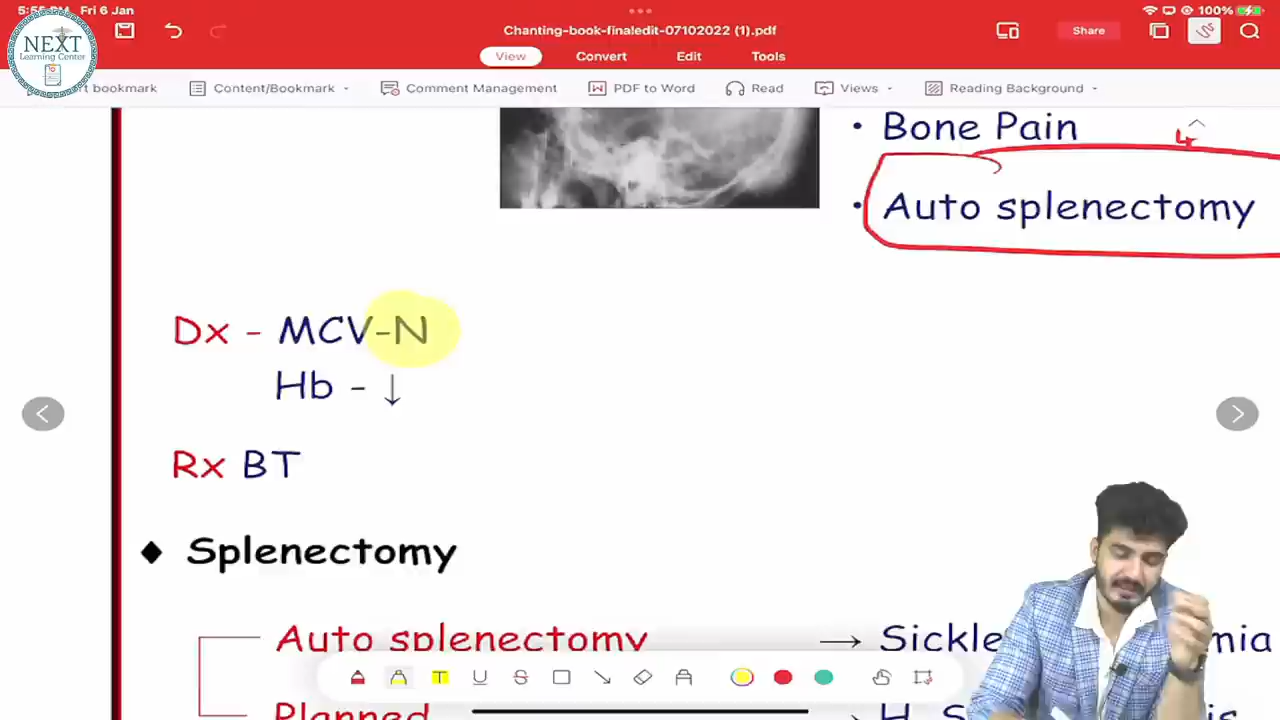 5:55 PM Fri 6 Jan
100%
NEXT
Learning Center
Chanting-book-finaledit-07102022 (1).pdf
Share
View Convert Edit Tools
bookmark Content/Bookmark Comment Management PDF to Word Read Views Reading Background
• Bone Pain
• Auto splenectomy
Dx - MCV-N
Hb - ↓
Rx BT
◆ Splenectomy
Auto splenectomy → Sickle
Planned → H. S